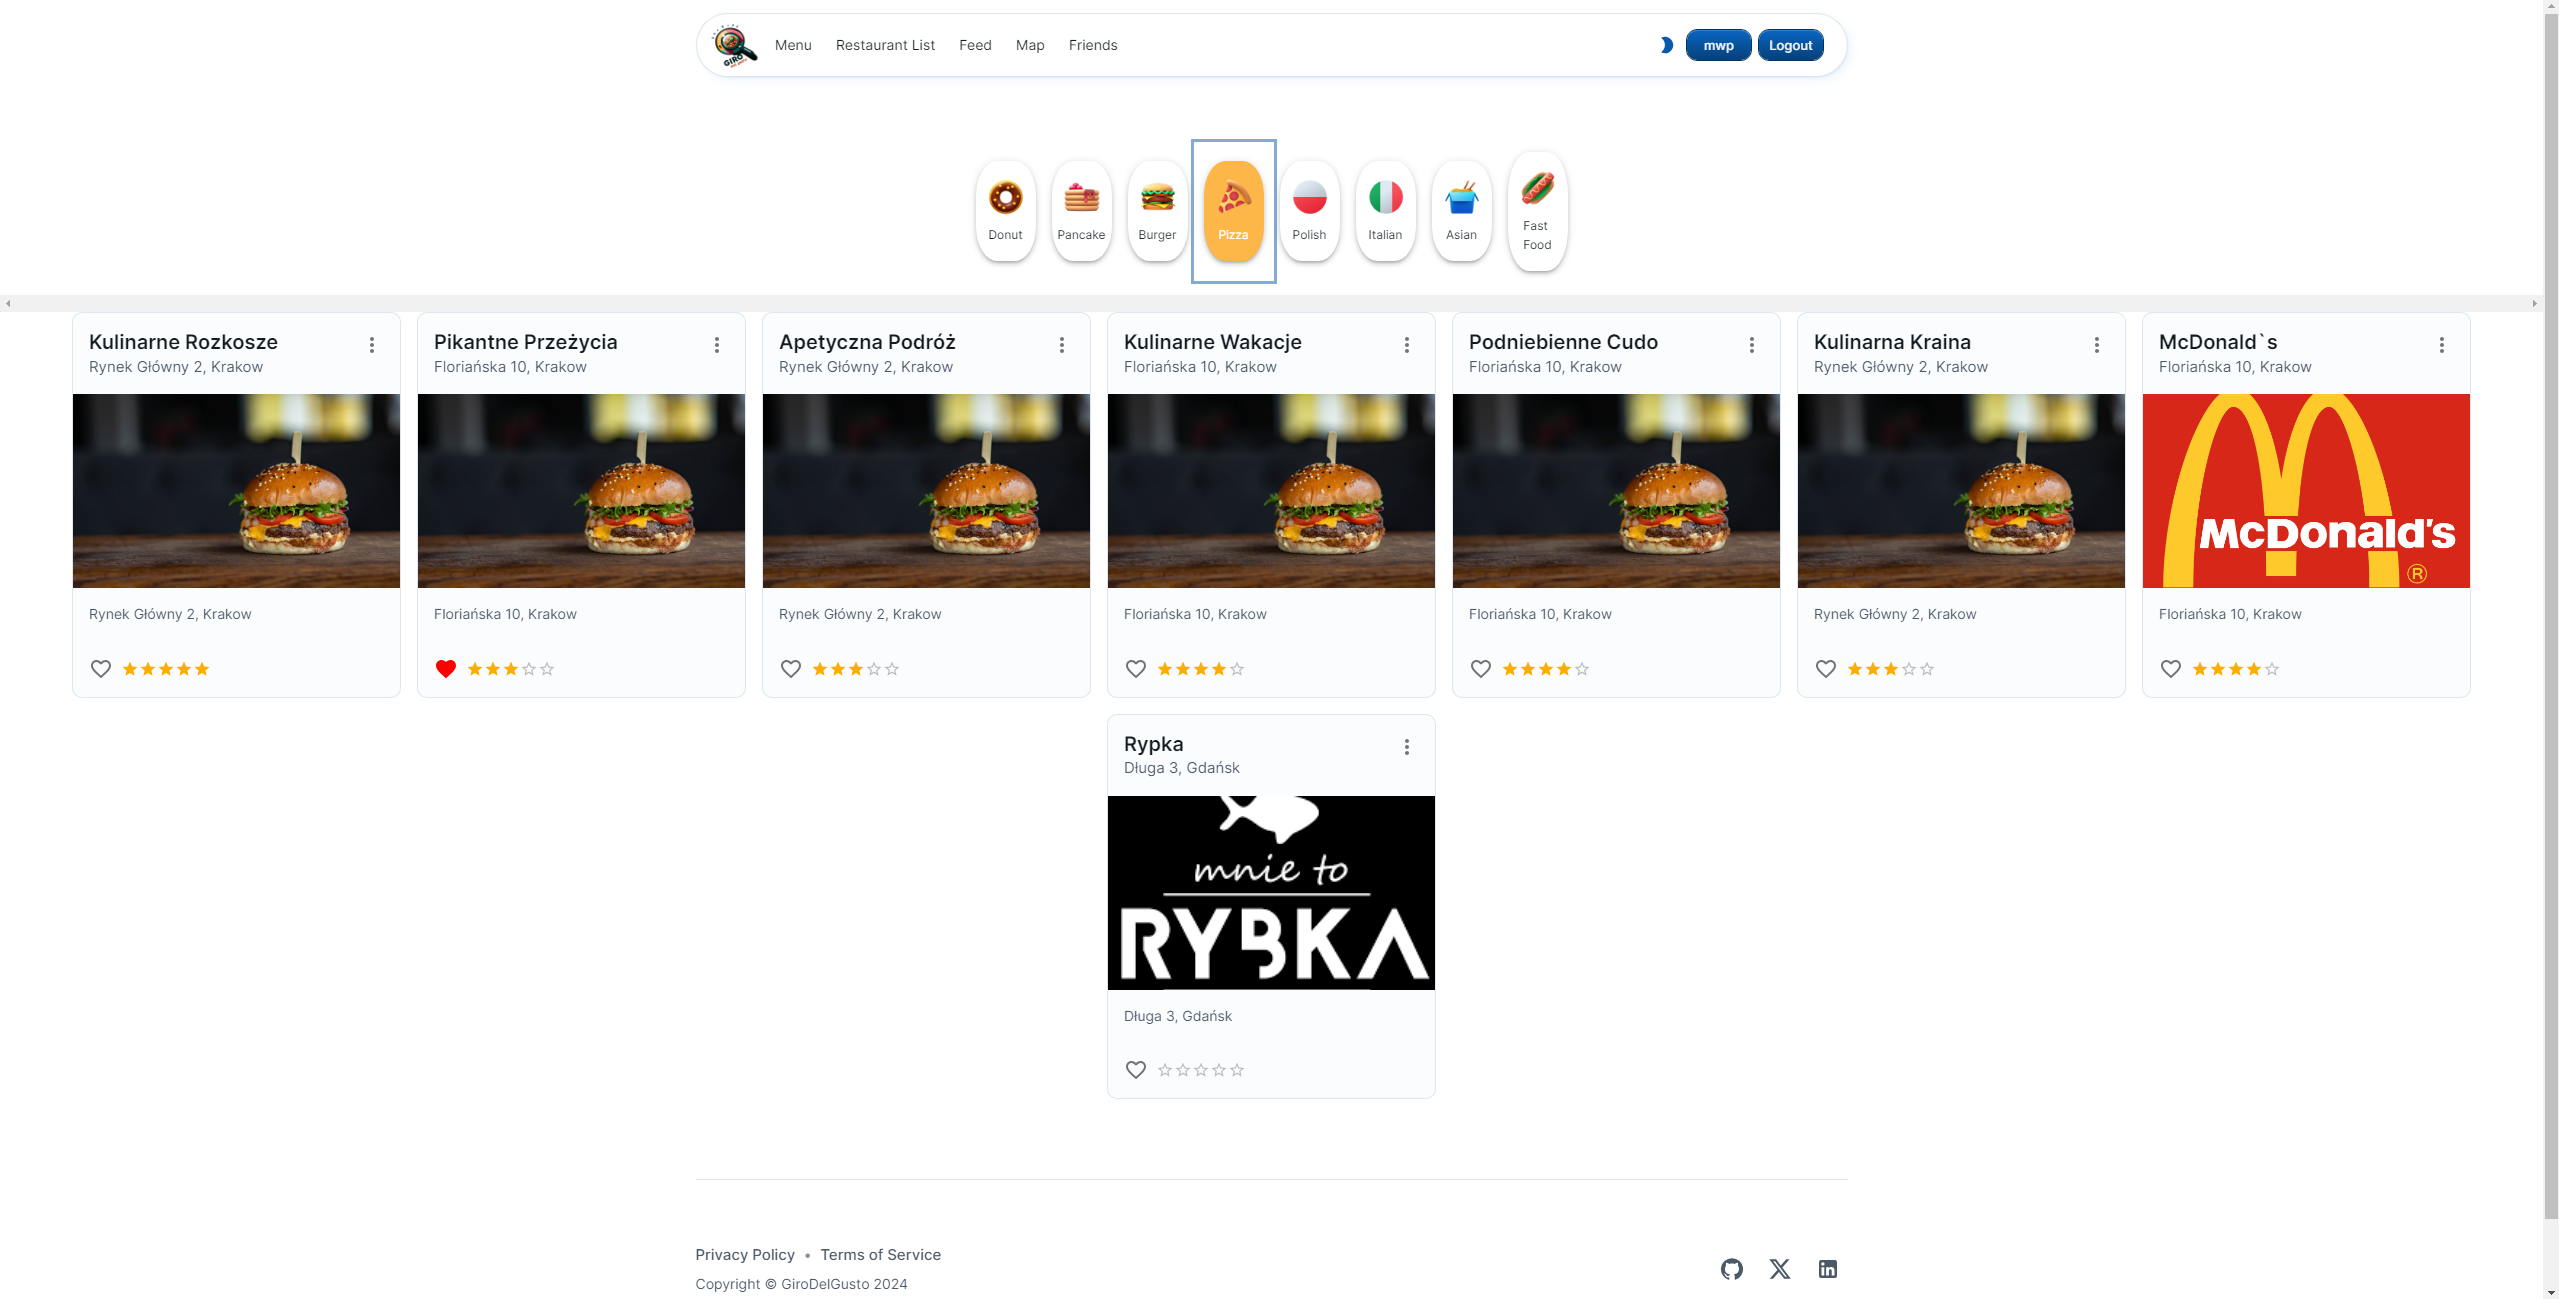 GIRO
Menu
Restaurant List
Feed
Map
Friends
mwp
Logout
Donut
Pancake
Burger
Pizza
Polish
Italian
Asian
Fast
Food
Kulinarne Rozkosze
Rynek Główny 2, Krakow
Rynek Główny 2, Krakow
Pikantne Przeżycia
Floriańska 10, Krakow
Floriańska 10, Krakow
Apetyczna Podróż
Rynek Główny 2, Krakow
Rynek Główny 2, Krakow
Kulinarne Wakacje
Floriańska 10, Krakow
Floriańska 10, Krakow
Podniebienne Cudo
Floriańska 10, Krakow
Floriańska 10, Krakow
Kulinarna Kraina
Rynek Główny 2, Krakow
Rynek Główny 2, Krakow
McDonald`s
Floriańska 10, Krakow
McDonald's
®
Floriańska 10, Krakow
Rypka
Długa 3, Gdańsk
mnie to
RYBKA
Długa 3, Gdańsk
Privacy Policy • Terms of Service
Copyright © GiroDelGusto 2024